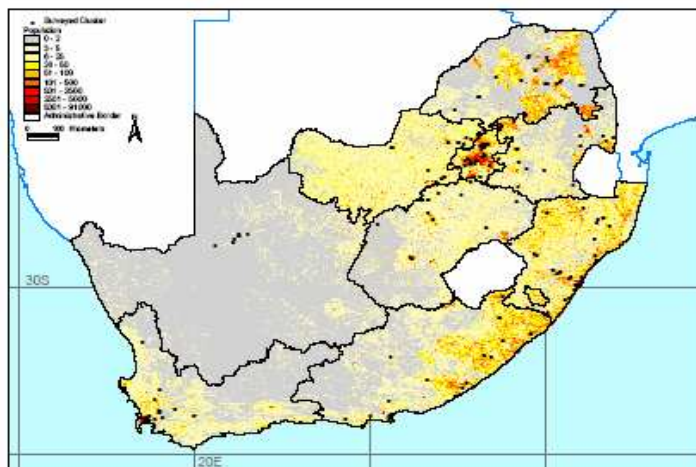 Surveyed Cluster
Population
0 - 2
3 - 5
6 - 25
26 - 50
51 - 100
101 - 500
501 - 2500
2501 - 5000
5001 - 91000
Administrative Border
0
Kilometers
N
30S
20E